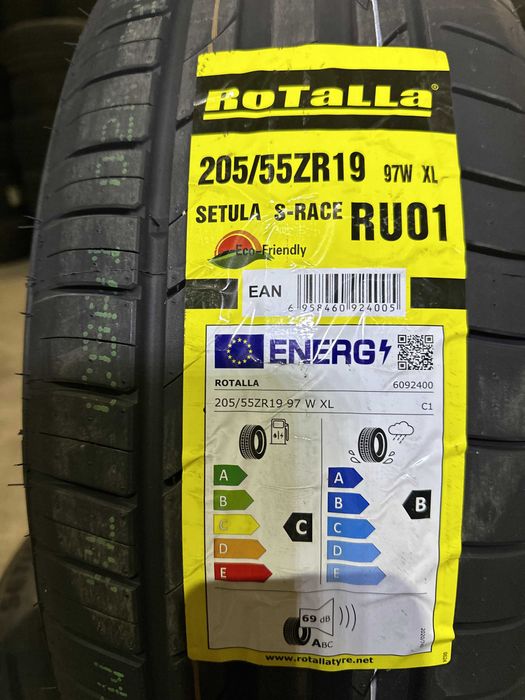 RoTaLLa®
205/55ZR19 97W XL
SETULA S-RACE RU01
Eco-Friendly
EAN
6 958460 924005
ENERG
ROTALLA 6092400
205/55ZR19 97 W XL C1
A A
B B B
C C C
D D
E E
69 dB
ABC
www.rotallatyre.net